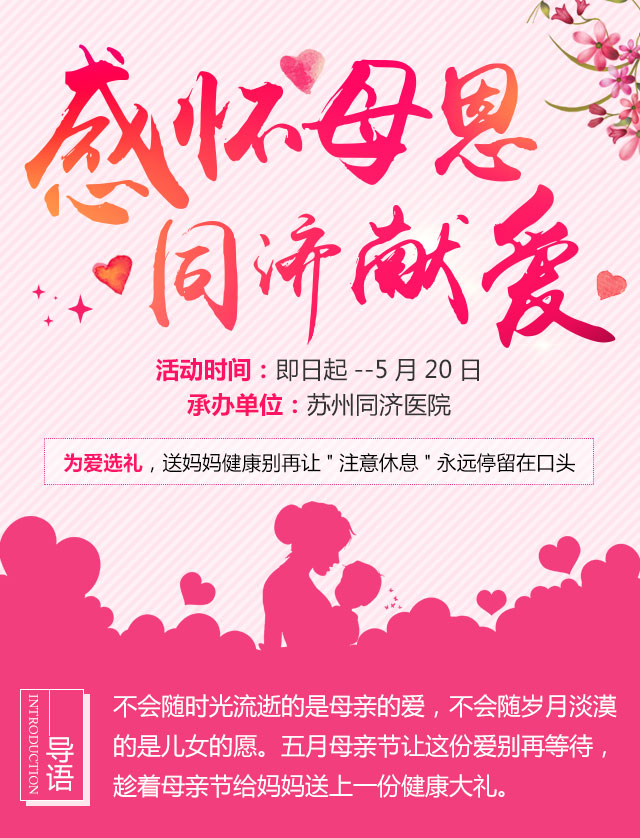 感怀母恩
同济献爱
活动时间：即日起 --5 月 20 日
承办单位：苏州同济医院
为爱选礼，送妈妈健康别再让 " 注意休息 " 永远停留在口头
INTRODUCTION
导语
不会随时光流逝的是母亲的爱，不会随岁月淡漠
的是儿女的愿。五月母亲节让这份爱别再等待，
趁着母亲节给妈妈送上一份健康大礼。